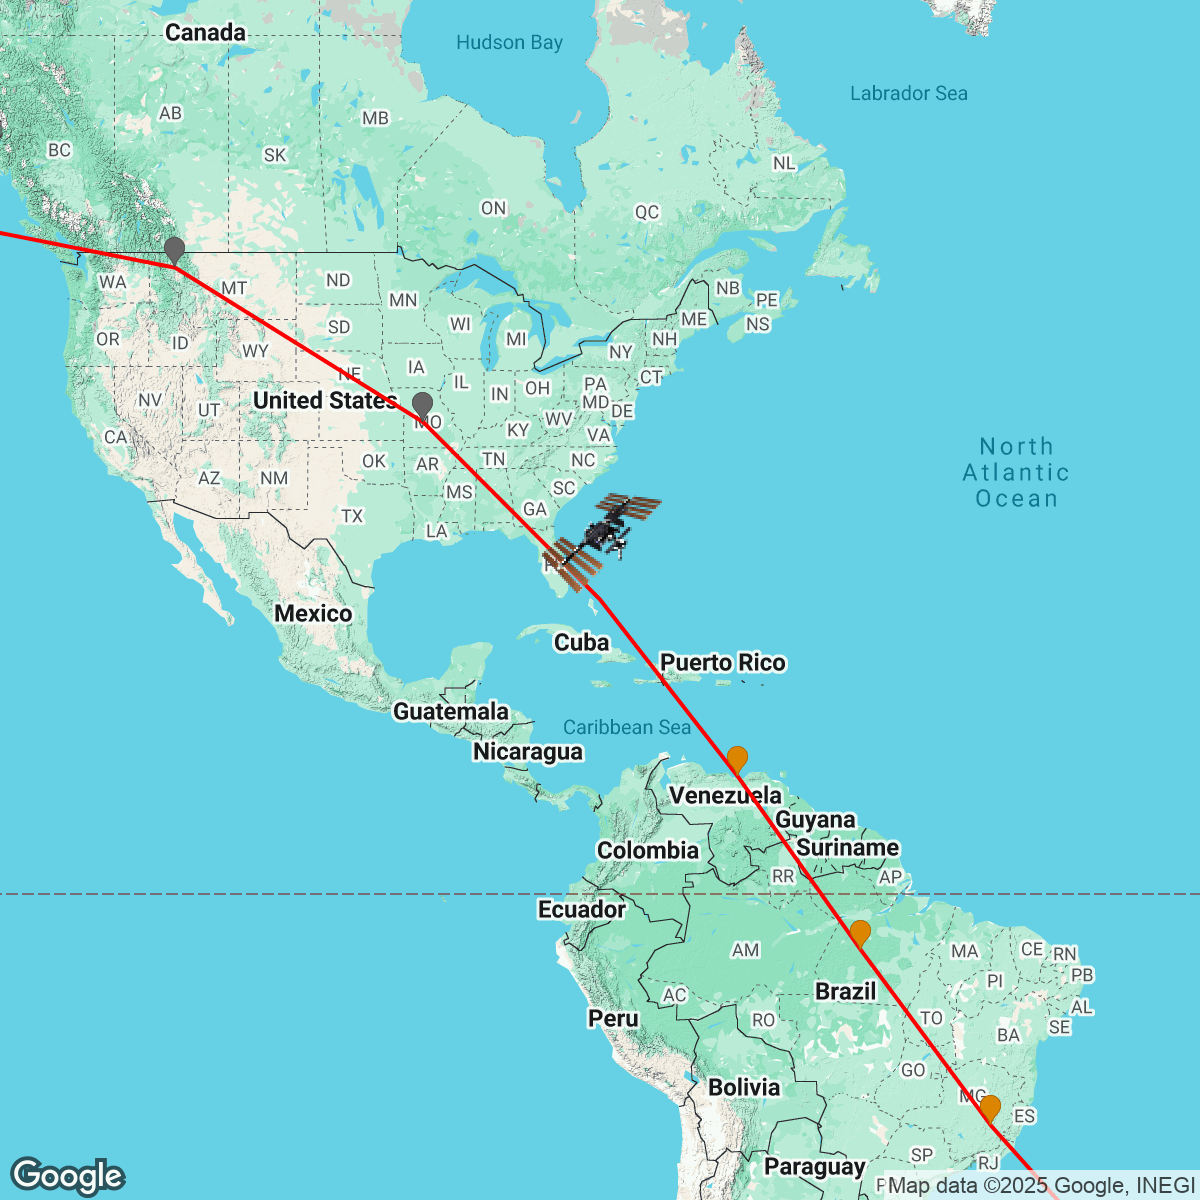 Canada
Hudson Bay
Labrador Sea
AB
MB
BC
SK
NL
ON
QC
WA
MT
ND
MN
NB
PE
ME
NS
OR
ID
SD
WI
MI
NH
WY
NY
NE
IA
IL
IN
OH
PA
CT
NV
UT
United States
MD
DE
CA
MO
KY
WV
VA
North
Atlantic
Ocean
AZ
NM
OK
AR
TN
NC
MS
SC
TX
LA
GA
Mexico
Cuba
Puerto Rico
Guatemala
Caribbean Sea
Nicaragua
Venezuela
Guyana
Suriname
Colombia
RR
AP
Ecuador
AM
MA
CE
RN
PI
PB
AC
Brazil
AL
Peru
RO
TO
BA
SE
GO
Bolivia
MG
ES
SP
RJ
Paraguay
Google
Map data ©2025 Google, INEGI